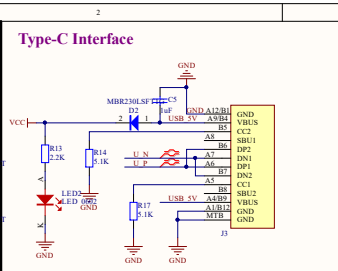 2
Type-C Interface
GND
MBR230LSFT
C5
D2
1uF
GND A12/B1 GND
VCC 2 1 USB_5V A9/B4 VBUS
B5 CC2
A8 SBU1
R13 R14 B6 DP2
2.2K 5.1K U_N A7 DN1
U_P A6 DP1
B7 DN2
T A A5 CC1
B8 SBU2
LED2 R17 USB_5V A4/B9 VBUS
LED 0602 5.1K A1/B12 GND
GND MTB GND
T K J3
GND GND GND